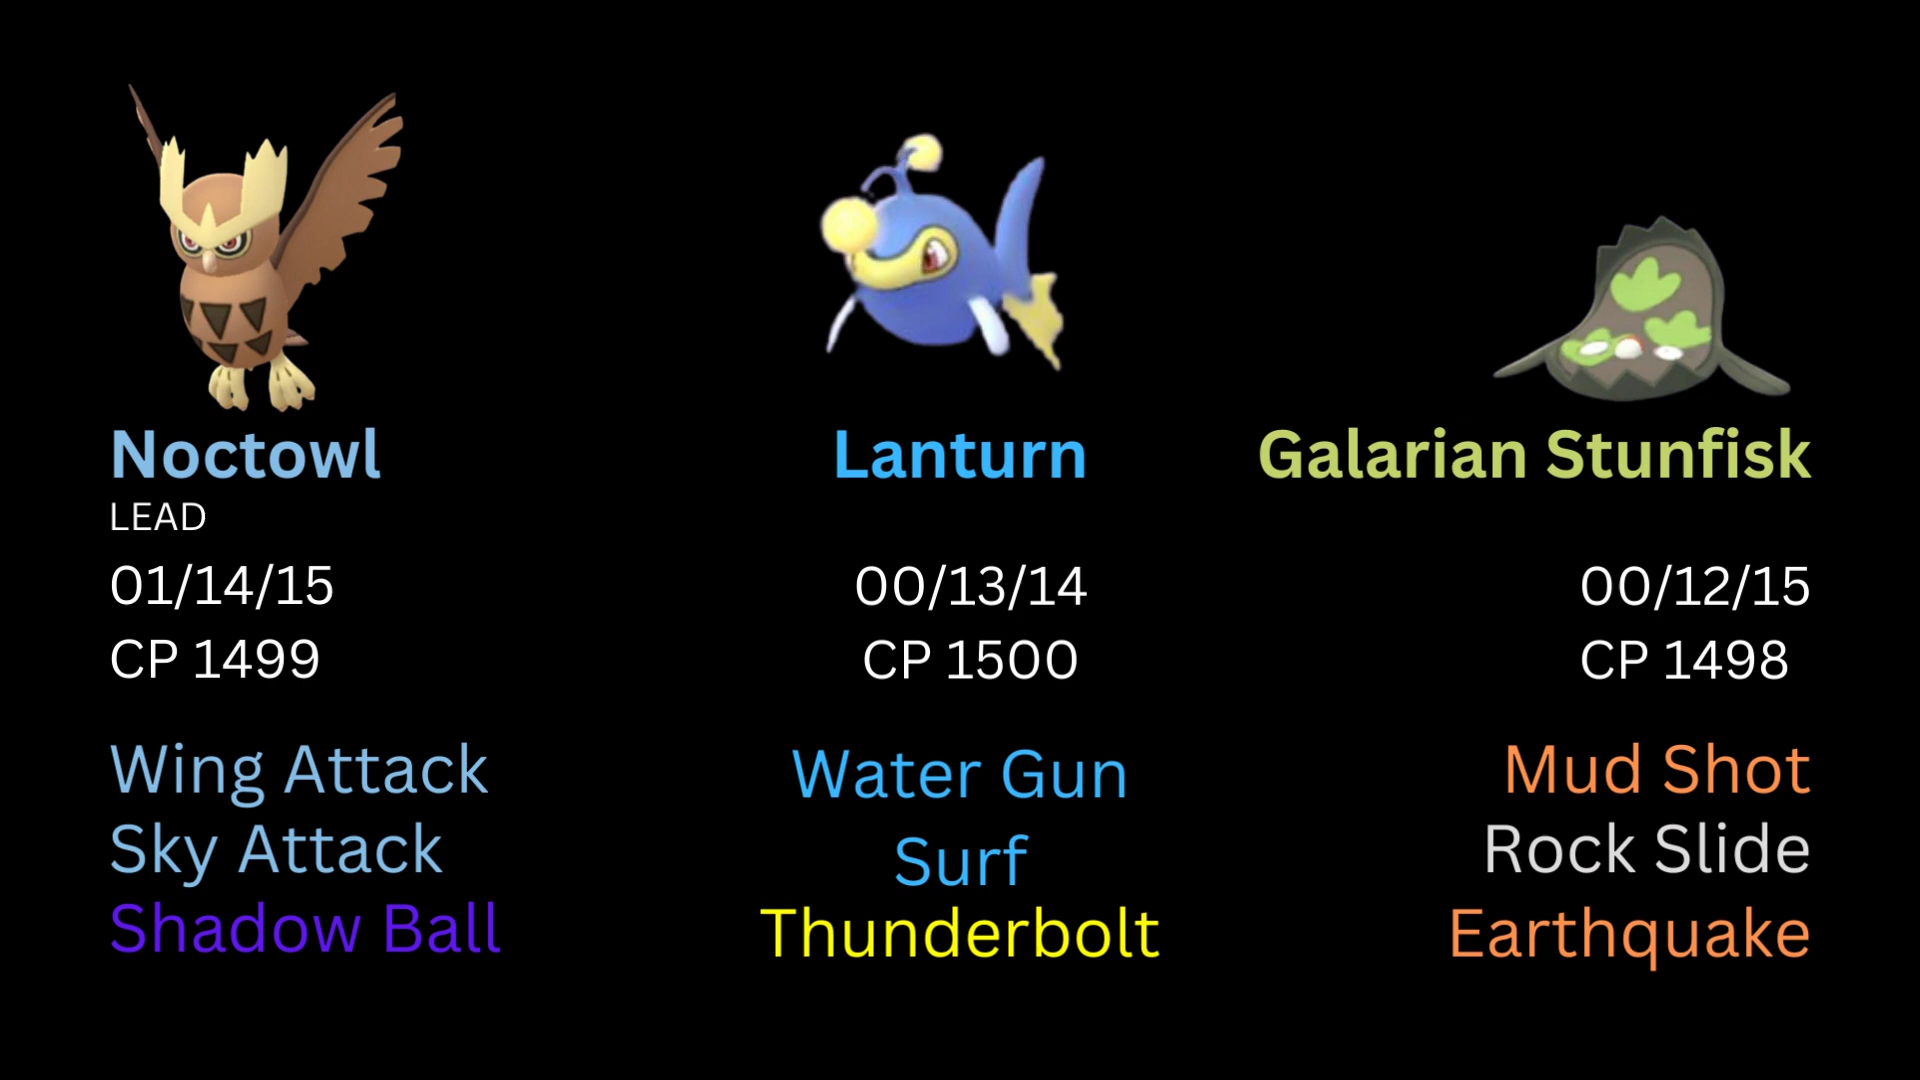 Noctowl
LEAD
01/14/15
CP 1499
Wing Attack
Sky Attack
Shadow Ball
Lanturn
00/13/14
CP 1500
Water Gun
Surf
Thunderbolt
Galarian Stunfisk
00/12/15
CP 1498
Mud Shot
Rock Slide
Earthquake